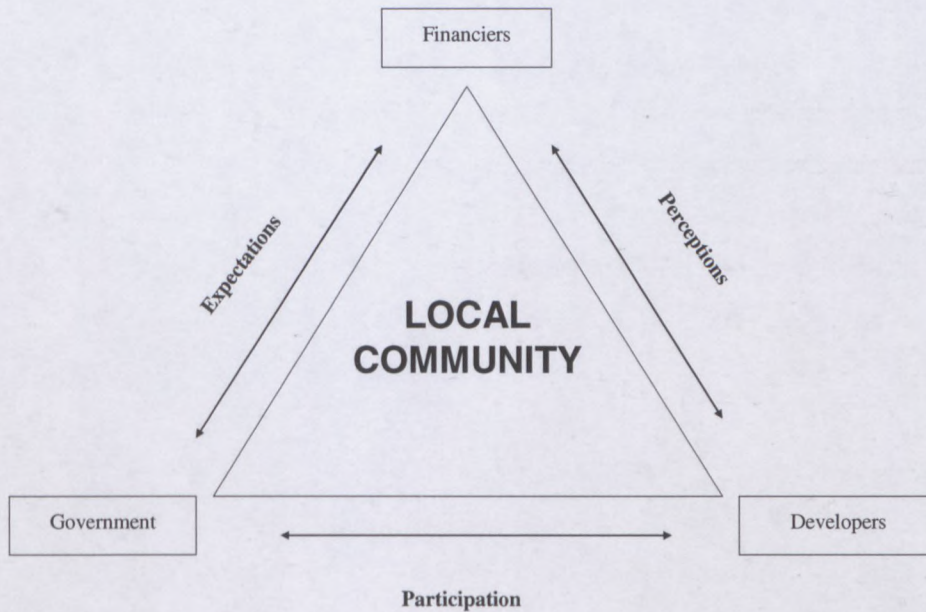 Financiers
Expectations
Perceptions
LOCAL
COMMUNITY
Government
Developers
Participation